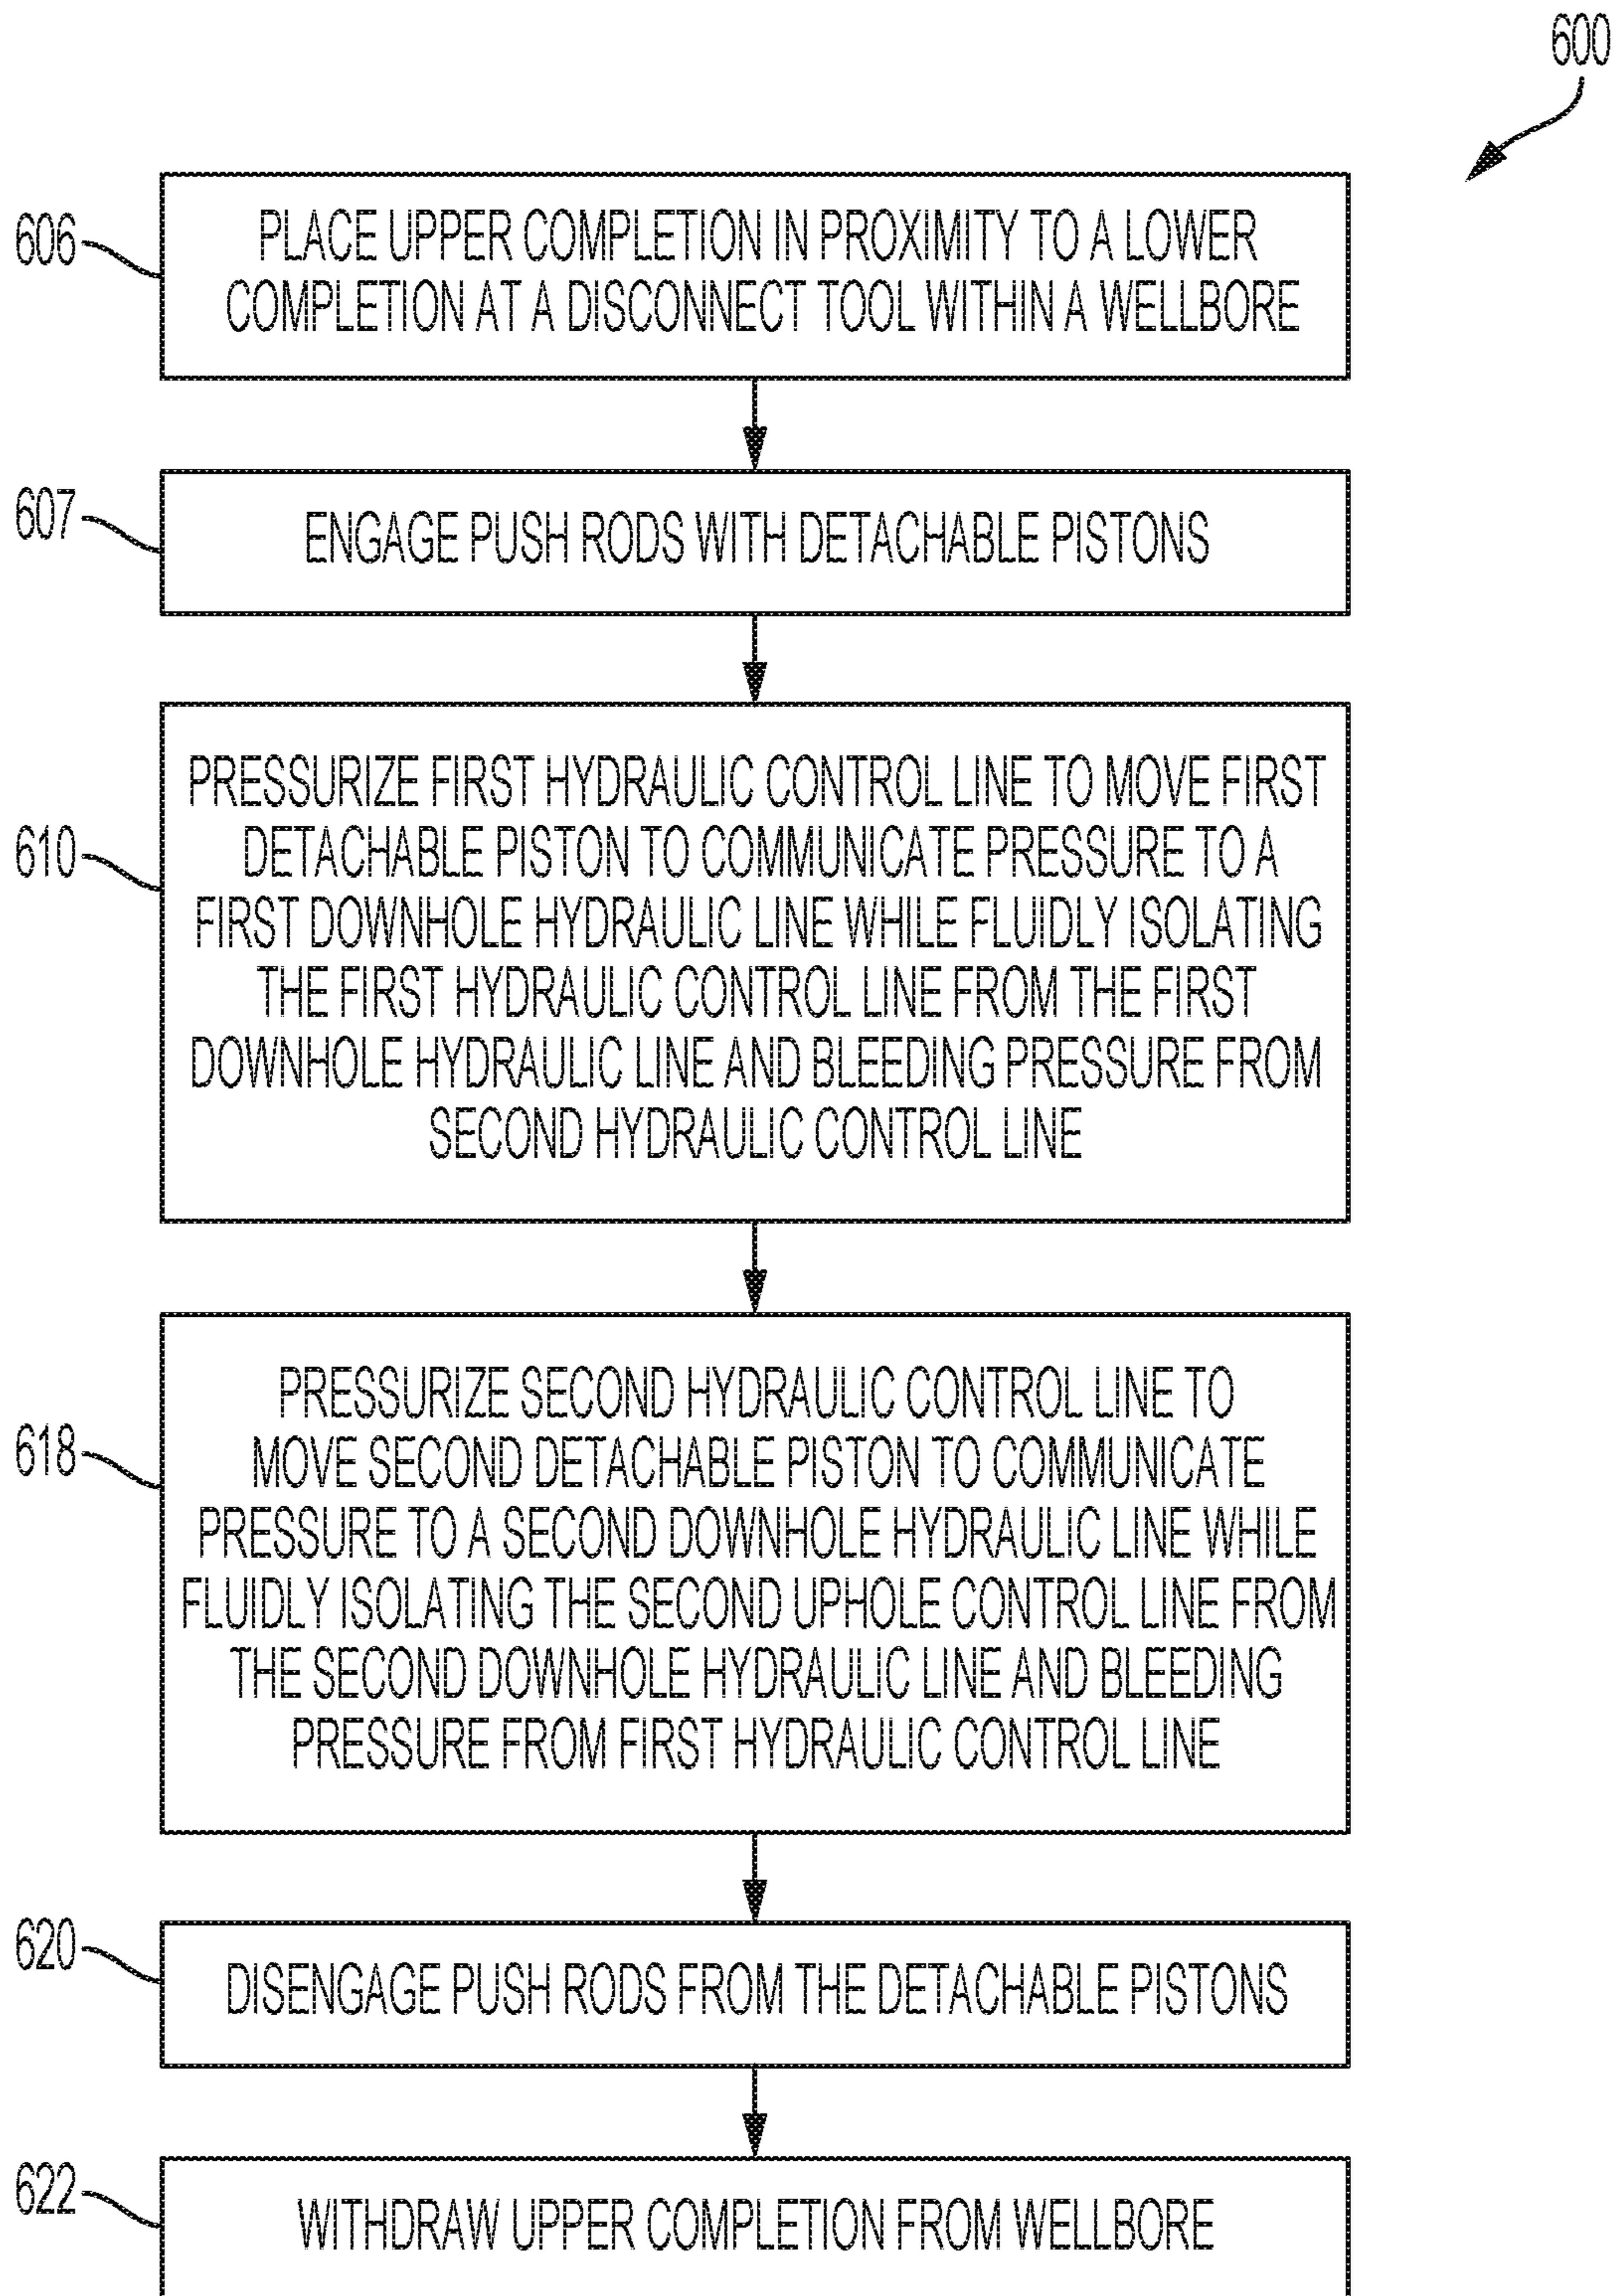 600
606
PLACE UPPER COMPLETION IN PROXIMITY TO A LOWER
COMPLETION AT A DISCONNECT TOOL WITHIN A WELLBORE
607
ENGAGE PUSH RODS WITH DETACHABLE PISTONS
610
PRESSURIZE FIRST HYDRAULIC CONTROL LINE TO MOVE FIRST
DETACHABLE PISTON TO COMMUNICATE PRESSURE TO A
FIRST DOWNHOLE HYDRAULIC LINE WHILE FLUIDLY ISOLATING
THE FIRST HYDRAULIC CONTROL LINE FROM THE FIRST
DOWNHOLE HYDRAULIC LINE AND BLEEDING PRESSURE FROM
SECOND HYDRAULIC CONTROL LINE
618
PRESSURIZE SECOND HYDRAULIC CONTROL LINE TO
MOVE SECOND DETACHABLE PISTON TO COMMUNICATE
PRESSURE TO A SECOND DOWNHOLE HYDRAULIC LINE WHILE
FLUIDLY ISOLATING THE SECOND UPHOLE CONTROL LINE FROM
THE SECOND DOWNHOLE HYDRAULIC LINE AND BLEEDING
PRESSURE FROM FIRST HYDRAULIC CONTROL LINE
620
DISENGAGE PUSH RODS FROM THE DETACHABLE PISTONS
622
WITHDRAW UPPER COMPLETION FROM WELLBORE